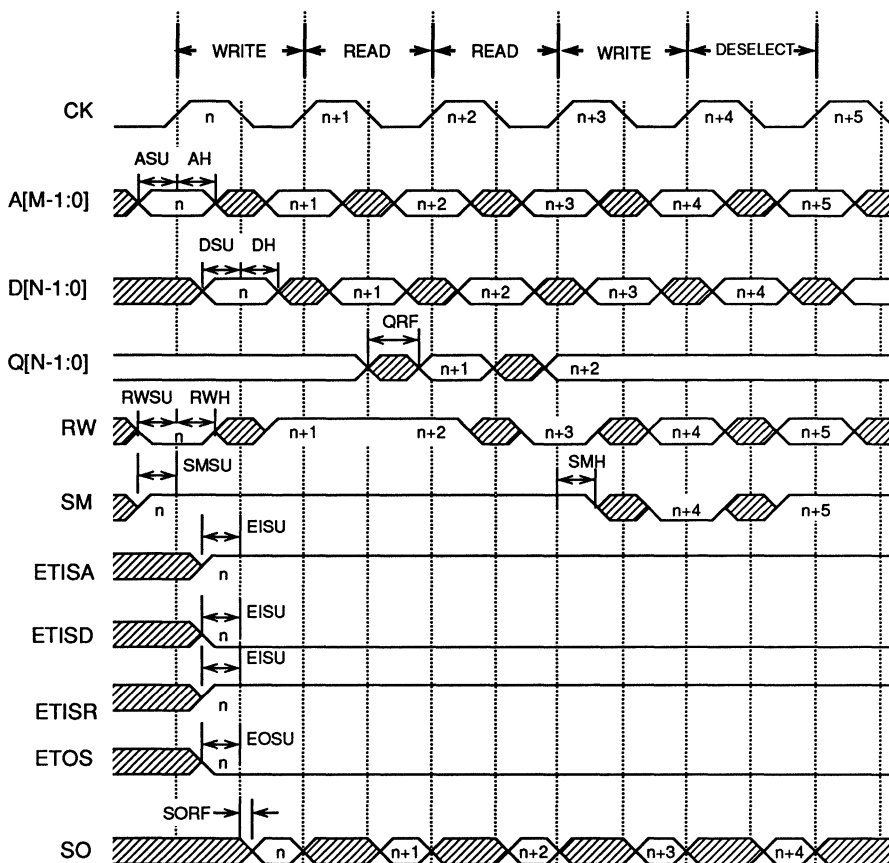 WRITE READ READ WRITE DESELECT
CK n n+1 n+2 n+3 n+4 n+5
ASU AH
A[M-1:0] n n+1 n+2 n+3 n+4 n+5
DSU DH
D[N-1:0] n n+1 n+2 n+3 n+4
QRF
Q[N-1:0] n+1 n+2
RWSU RWH
RW n n+1 n+2 n+3 n+4 n+5
SMSU SMH
SM n n+4 n+5
EISU
ETISA n
EISU
ETISD n
EISU
ETISR n
EOSU
ETOS n
SORF
SO n n+1 n+2 n+3 n+4